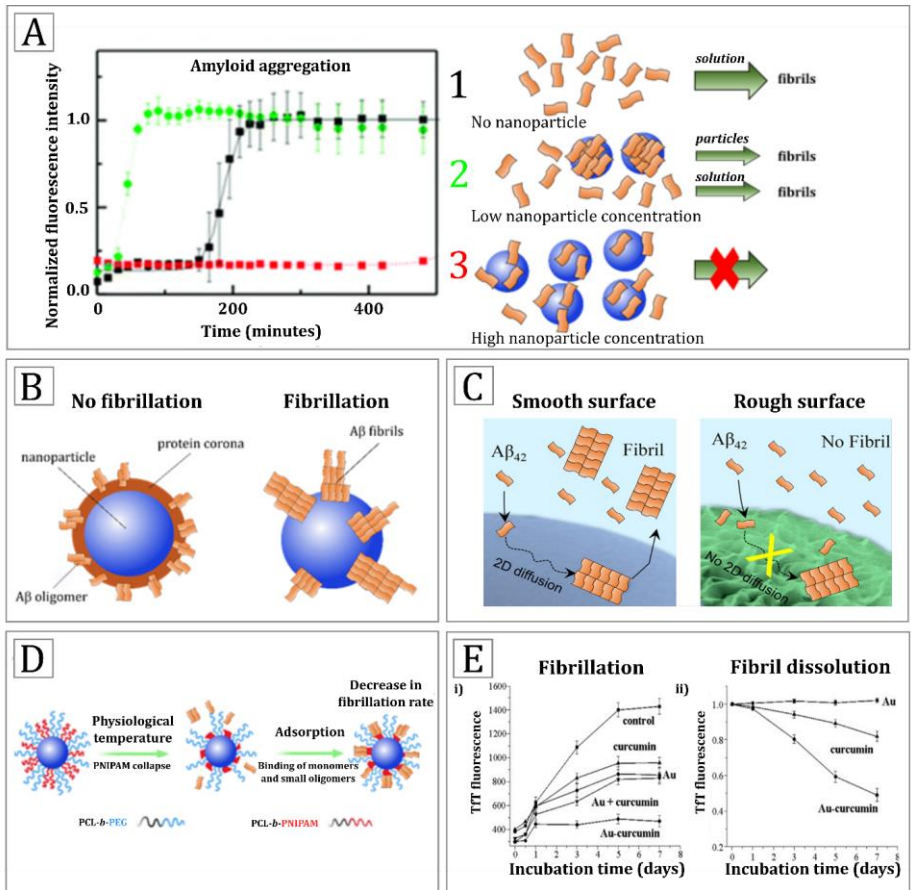 A
Amyloid aggregation
Normalized fluorescence intensity
1.0
0.5
0.0
0
200
400
Time (minutes)
1
No nanoparticle
solution
fibrils
2
Low nanoparticle concentration
particles
fibrils
solution
fibrils
3
High nanoparticle concentration
B
No fibrillation
Fibrillation
nanoparticle
protein corona
Aβ fibrils
Aβ oligomer
C
Smooth surface
Rough surface
Aβ42
Fibril
2D diffusion
Aβ42
No Fibril
No 2D diffusion
D
Physiological
temperature
PNIPAM collapse
Adsorption
Binding of monomers
and small oligomers
Decrease in
fibrillation rate
PCL-b-PEG
PCL-b-PNIPAM
E
Fibrillation
i)
TfT fluorescence
1600
1400
1200
1000
800
600
400
control
curcumin
Au
Au + curcumin
Au-curcumin
0 1 2 3 4 5 6 7 8
Incubation time (days)
Fibril dissolution
ii)
TfT fluorescence
1.0
0.8
0.6
0.4
Au
curcumin
Au-curcumin
0 1 2 3 4 5 6 7 8
Incubation time (days)